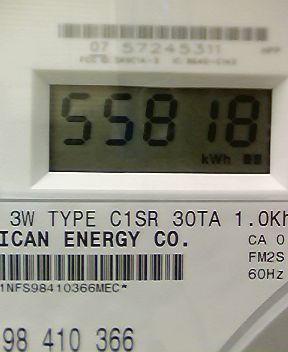 07 57245311
55818
kWh
3W TYPE C1SR 30TA 1.0Kh
ICAN ENERGY CO.
CA 0
FM2S
60Hz
1NFS98410366MEC*
98 410 366